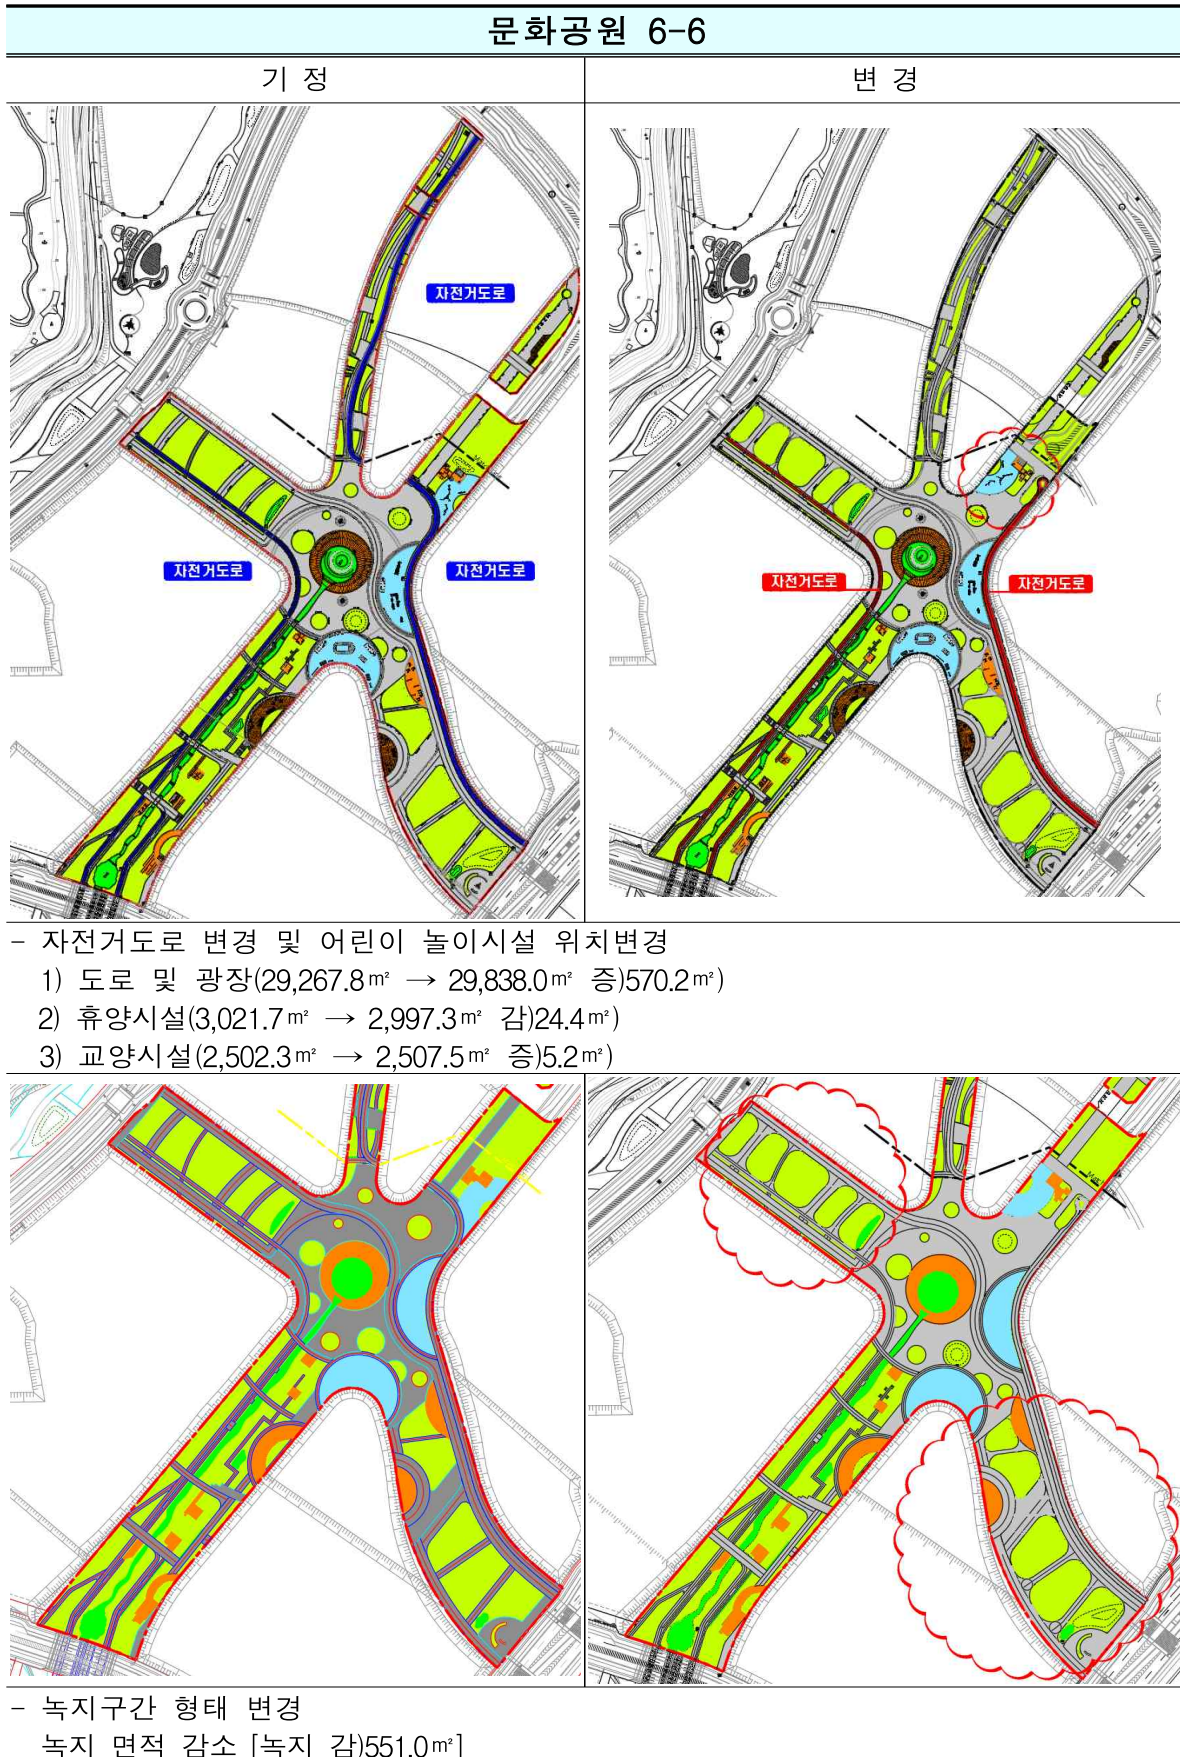 문화공원 6-6
기 정
변 경
자전거도로
자전거도로
자전거도로
자전거도로
자전거도로
- 자전거도로 변경 및 어린이 놀이시설 위치변경
1) 도로 및 광장(29,267.8㎡ → 29,838.0㎡ 증)570.2㎡)
2) 휴양시설(3,021.7㎡ → 2,997.3㎡ 감)24.4㎡)
3) 교양시설(2,502.3㎡ → 2,507.5㎡ 증)5.2㎡)
- 녹지구간 형태 변경
녹지 면적 감소 [녹지 감)551.0㎡]